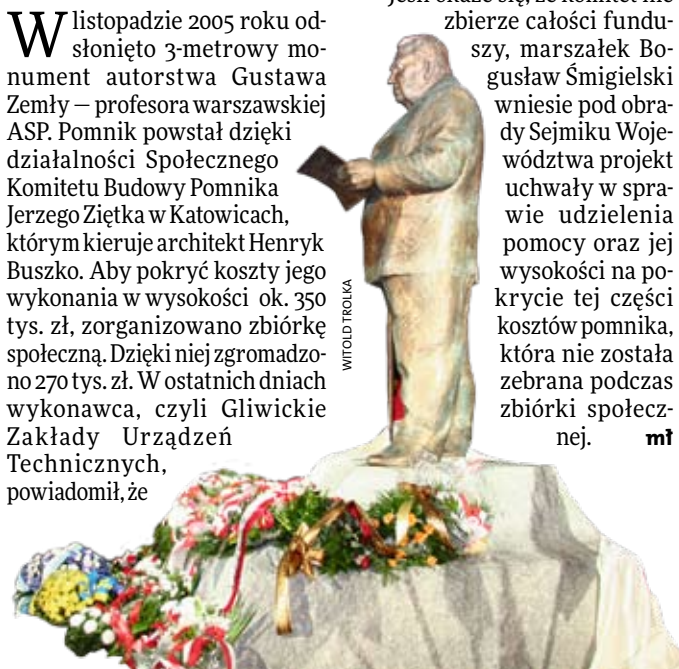 W listopadzie 2005 roku od-
słonięto 3-metrowy mo-
nument autorstwa Gustawa
Zemły – profesora warszawskiej
ASP. Pomnik powstał dzięki
działalności Społecznego
Komitetu Budowy Pomnika
Jerzego Ziętka w Katowicach,
którym kieruje architekt Henryk
Buszko. Aby pokryć koszty jego
wykonania w wysokości ok. 350
tys. zł, zorganizowano zbiórkę
społeczną. Dzięki niej zgromadzo-
no 270 tys. zł. W ostatnich dniach
wykonawca, czyli Gliwickie
Zakłady Urządzeń
Technicznych,
powiadomił, że
WITOLD TROLKA
Jeśli okaże się, że komitet nie
zbierze całości fundu-
szy, marszałek Bo-
gusław Śmigielski
wniesie pod obra-
dy Sejmiku Woje-
wództwa projekt
uchwały w spra-
wie udzielenia
pomocy oraz jej
wysokości na po-
krycie tej części
kosztów pomnika,
która nie została
zebrana podczas
zbiórki społecz-
nej. mł